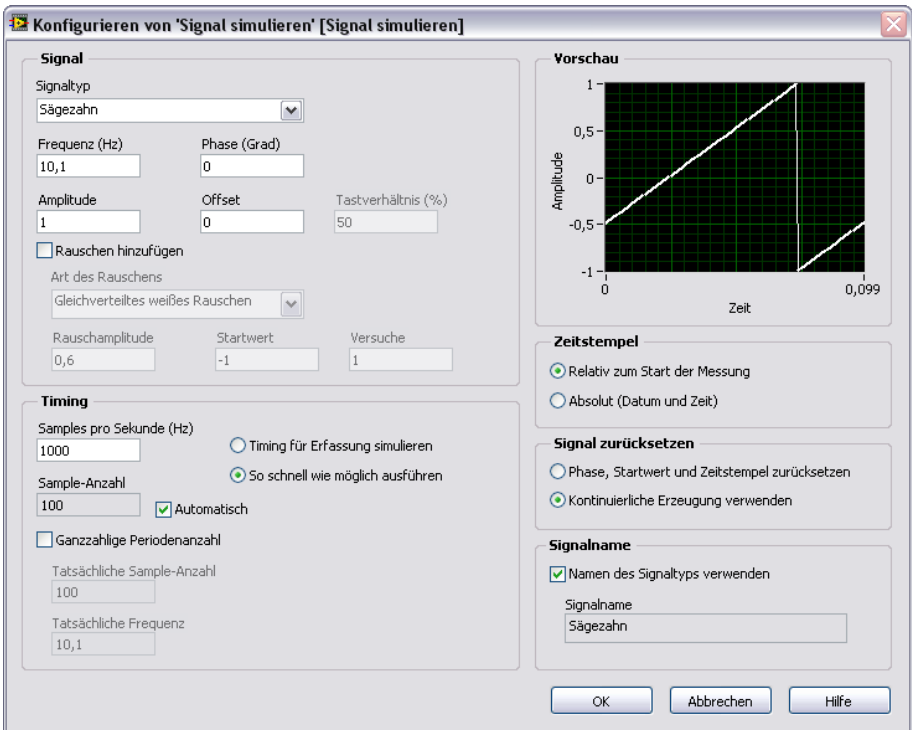 Konfigurieren von 'Signal simulieren' [Signal simulieren]
Signal
Signaltyp
Sägezahn
Frequenz (Hz) Phase (Grad)
10,1 0
Amplitude Offset Tastverhältnis (%)
1 0 50
Rauschen hinzufügen
Art des Rauschens
Gleichverteiltes weißes Rauschen
Rauschamplitude Startwert Versuche
0,6 -1 1
Timing
Samples pro Sekunde (Hz)
1000
Timing für Erfassung simulieren
So schnell wie möglich ausführen
Sample-Anzahl
100
Automatisch
Ganzzahlige Periodenanzahl
Tatsächliche Sample-Anzahl
100
Tatsächliche Frequenz
10,1
Vorschau
Amplitude
1
0,5
0
-0,5
-1
0 0,099
Zeit
Zeitstempel
Relativ zum Start der Messung
Absolut (Datum und Zeit)
Signal zurücksetzen
Phase, Startwert und Zeitstempel zurücksetzen
Kontinuierliche Erzeugung verwenden
Signalname
Namen des Signaltyps verwenden
Signalname
Sägezahn
OK Abbrechen Hilfe